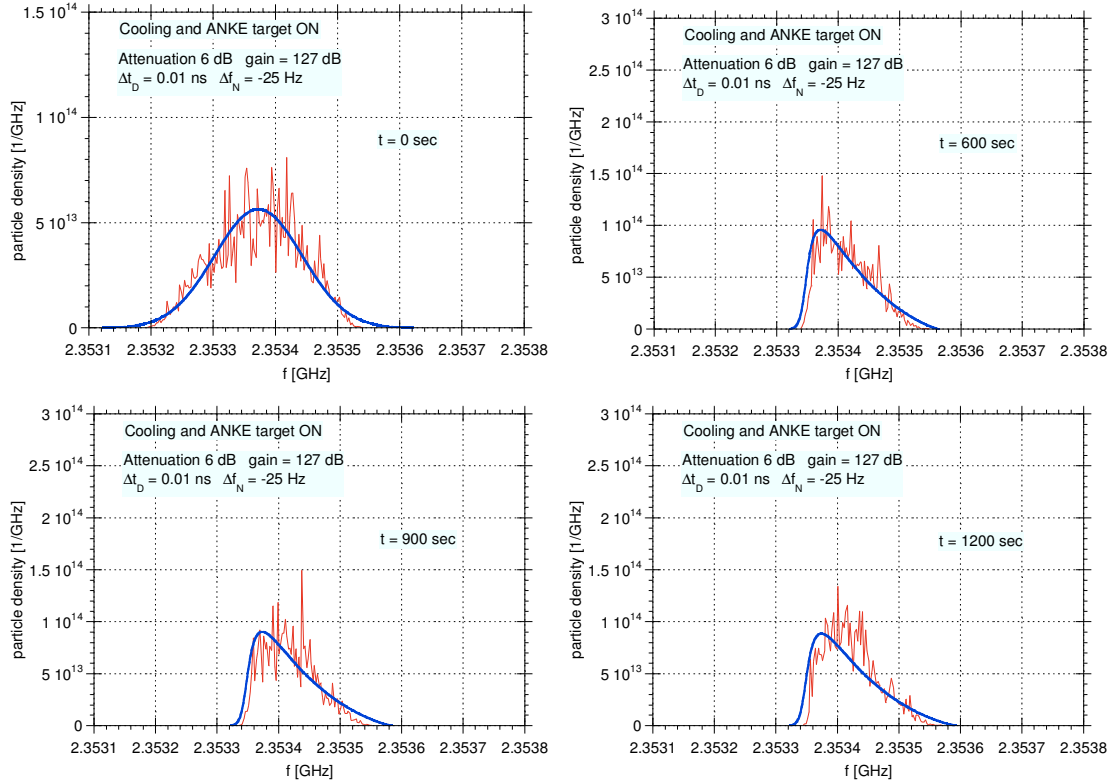 Cooling and ANKE target ON
Attenuation 6 dB gain = 127 dB
Δt_D = 0.01 ns Δf_N = -25 Hz
t = 0 sec
particle density [1/GHz]
1.5 10^14
1 10^14
5 10^13
0
2.3531 2.3532 2.3533 2.3534 2.3535 2.3536 2.3537 2.3538
f [GHz]
Cooling and ANKE target ON
Attenuation 6 dB gain = 127 dB
Δt_D = 0.01 ns Δf_N = -25 Hz
t = 600 sec
particle density [1/GHz]
3 10^14
2.5 10^14
2 10^14
1.5 10^14
1 10^14
5 10^13
0
2.3531 2.3532 2.3533 2.3534 2.3535 2.3536 2.3537 2.3538
f [GHz]
Cooling and ANKE target ON
Attenuation 6 dB gain = 127 dB
Δt_D = 0.01 ns Δf_N = -25 Hz
t = 900 sec
particle density [1/GHz]
3 10^14
2.5 10^14
2 10^14
1.5 10^14
1 10^14
5 10^13
0
2.3531 2.3532 2.3533 2.3534 2.3535 2.3536 2.3537 2.3538
f [GHz]
Cooling and ANKE target ON
Attenuation 6 dB gain = 127 dB
Δt_D = 0.01 ns Δf_N = -25 Hz
t = 1200 sec
particle density [1/GHz]
3 10^14
2.5 10^14
2 10^14
1.5 10^14
1 10^14
5 10^13
0
2.3531 2.3532 2.3533 2.3534 2.3535 2.3536 2.3537 2.3538
f [GHz]